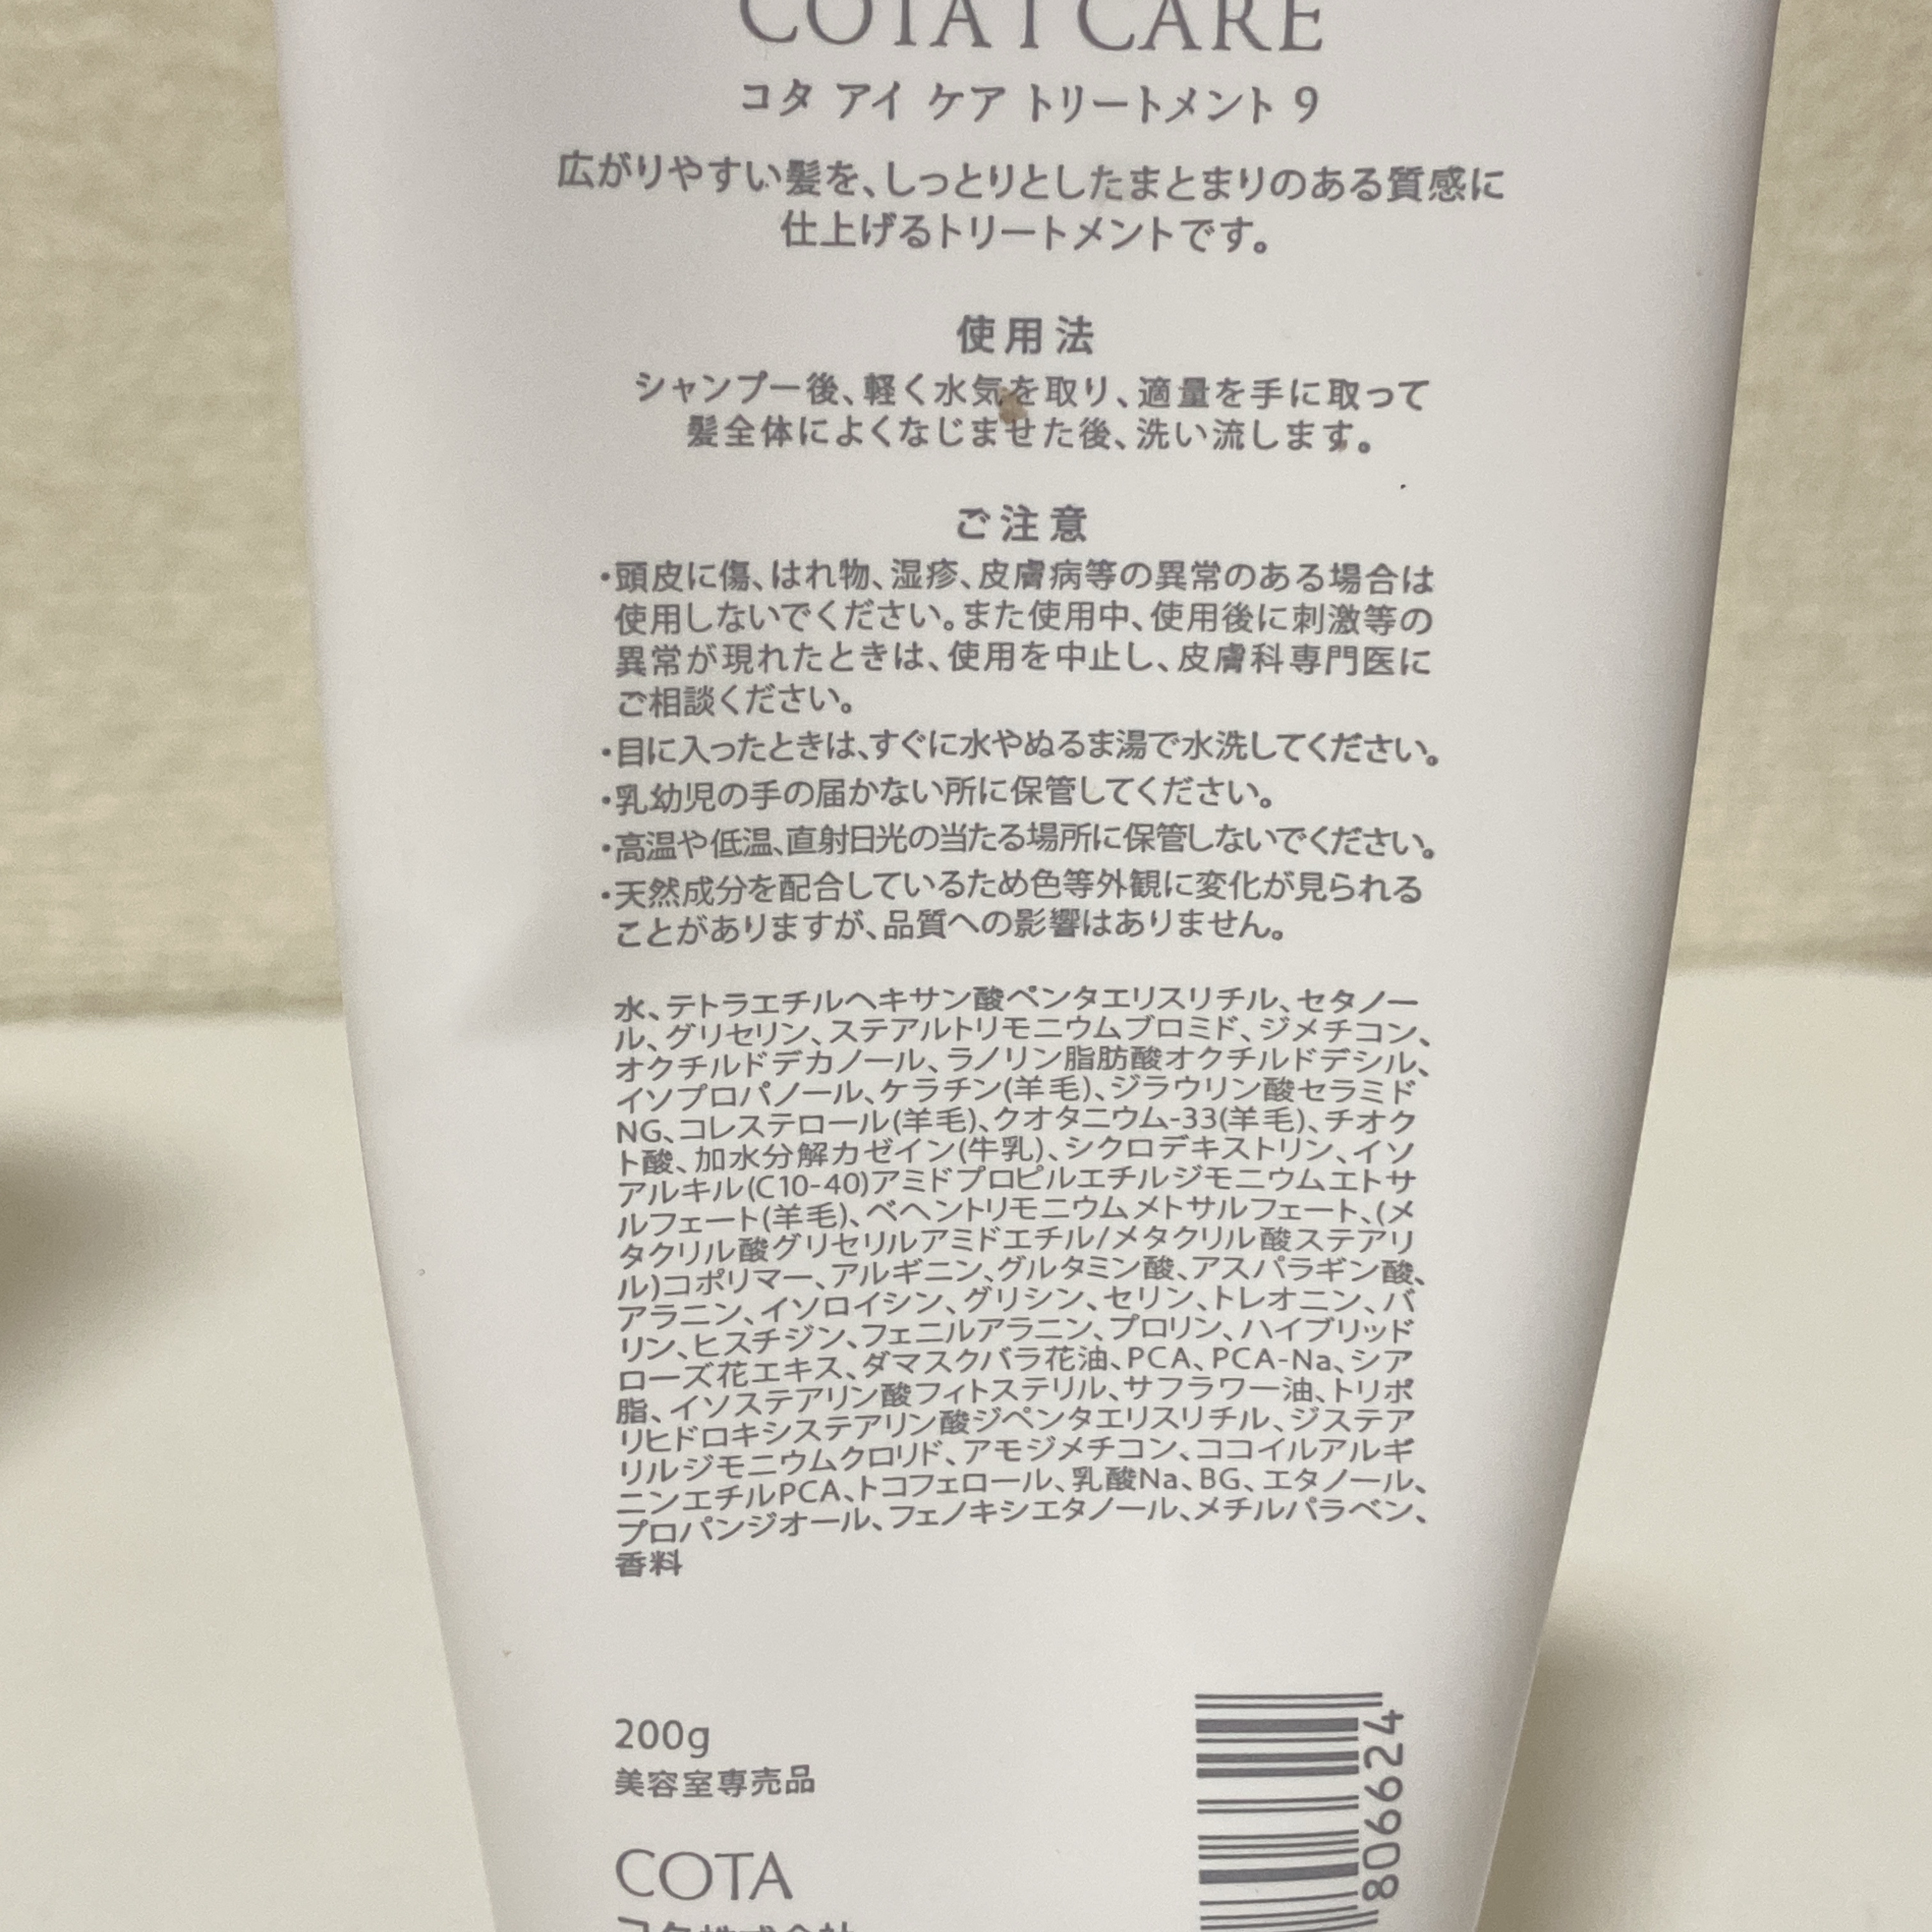 COTA I CARE
コタ アイ ケア トリートメント 9
広がりやすい髪を、しっとりとしたまとまりのある質感に
仕上げるトリートメントです。
使用法
シャンプー後、軽く水気を取り、適量を手に取って
髪全体によくなじませた後、洗い流します。
ご注意
・頭皮に傷、はれ物、湿疹、皮膚病等の異常のある場合は
使用しないでください。また使用中、使用後に刺激等の
異常が現れたときは、使用を中止し、皮膚科専門医に
ご相談ください。
・目に入ったときは、すぐに水やぬるま湯で水洗してください。
・乳幼児の手の届かない所に保管してください。
・高温や低温、直射日光の当たる場所に保管しないでください。
・天然成分を配合しているため色等外観に変化が見られる
ことがありますが、品質への影響はありません。
水、テトラエチルヘキサン酸ペンタエリスリチル、セタノー
ル、グリセリン、ステアルトリモニウムブロミド、ジメチコン、
オクチルドデカノール、ラノリン脂肪酸オクチルドデシル、
イソプロパノール、ケラチン(羊毛)、ジラウリン酸セラミド
NG、コレステロール(羊毛)、クオタニウム-33(羊毛)、チオク
ト酸、加水分解カゼイン(牛乳)、シクロデキストリン、イソ
アルキル(C10-40)アミドプロピルエチルジモニウムエトサ
ルフェート(羊毛)、ベヘントリモニウムメトサルフェート、(メ
タクリル酸グリセリルアミドエチル/メタクリル酸ステアリ
ル)コポリマー、アルギニン、グルタミン酸、アスパラギン酸、
アラニン、イソロイシン、グリシン、セリン、トレオニン、バ
リン、ヒスチジン、フェニルアラニン、プロリン、ハイブリッド
ローズ花エキス、ダマスクバラ花油、PCA、PCA-Na、シア
脂、イソステアリン酸フィトステリル、サフラワー油、トリポ
リヒドロキシステアリン酸ジペンタエリスリチル、ジステア
リルジモニウムクロリド、アモジメチコン、ココイルアルギ
ニンエチルPCA、トコフェロール、乳酸Na、BG、エタノール、
プロパンジオール、フェノキシエタノール、メチルパラベン、
香料
200g
美容室専売品
COTA
コタ株式会社
806624